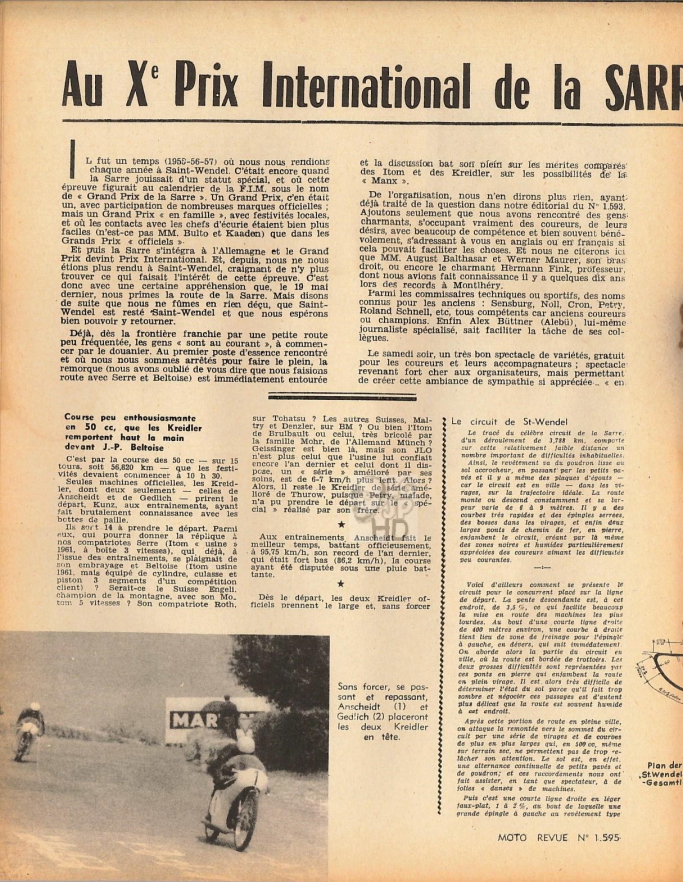 Au Xe Prix International de la SARR
IL fut un temps (1955-56-57) où nous nous rendions
chaque année à Saint-Wendel. C'était encore quand
la Sarre jouissait d'un statut spécial, et où cette
épreuve figurait au calendrier de la F.I.M. sous le nom
de « Grand Prix de la Sarre ». Un Grand Prix, c'en était
un, avec participation de nombreuses marques officielles ;
mais un Grand Prix « en famille », avec festivités locales,
et où les contacts avec les chefs d'écurie étaient bien plus
faciles (n'est-ce pas MM. Bulto et Kaaden) que dans les
Grands Prix « officiels ».
Et puis la Sarre s'intégra à l'Allemagne et le Grand
Prix devint Prix International. Et, depuis, nous ne nous
étions plus rendu à Saint-Wendel, craignant de n'y plus
trouver ce qui faisait l'intérêt de cette épreuve. C'est
donc avec une certaine appréhension que, le 19 mai
dernier, nous primes la route de la Sarre. Mais disons
de suite que nous ne fûmes en rien déçu, que Saint-
Wendel est resté Saint-Wendel et que nous espérons
bien pouvoir y retourner.
Déjà, dès la frontière franchie par une petite route
peu fréquentée, les gens « sont au courant », à commen-
cer par le douanier. Au premier poste d'essence rencontré
et où nous nous sommes arrêtés pour faire le plein, la
remorque (nous avons oublié de vous dire que nous faisions
route avec Serre et Beltoise) est immédiatement entourée
et la discussion bat son plein sur les mérites comparés
des Itom et des Kreidler, sur les possibilités de la
« Manx ».
De l'organisation, nous n'en dirons plus rien, ayant
déjà traité de la question dans notre éditorial du N° 1.593.
Ajoutons seulement que nous avons rencontré des gens
charmants, s'occupant vraiment des coureurs, de leurs
désirs, avec beaucoup de compétence et bien souvent béné-
volement, s'adressant à vous en anglais ou en français si
cela pouvait faciliter les choses. Et nous ne citerons ici
que MM. August Balthasar et Werner Maurer, son bras
droit, ou encore le charmant Hermann Fink, professeur,
dont nous avions fait connaissance il y a quelques dix ans
lors des records à Montlhéry.
Parmi les commissaires techniques ou sportifs, des noms
connus pour les anciens : Sensburg, Noll, Cron, Petry,
Roland Schnell, etc, tous compétents car anciens coureurs
ou champions. Enfin Alex Büttner (Alebü), lui-même
journaliste spécialisé, sait faciliter la tâche de ses col-
lègues.
Le samedi soir, un très bon spectacle de variétés, gratuit
pour les coureurs et leurs accompagnateurs ; spectacle
revenant fort cher aux organisateurs, mais permettant
de créer cette ambiance de sympathie si appréciée... « en
Course peu enthousiasmante
en 50 cc, que les Kreidler
remportent haut la main
devant J.-P. Beltoise
C'est par la course des 50 cc — sur 15
tours, soit 56,820 km — que les festi-
vités devaient commencer à 10 h 30.
Seules machines officielles, les Kreid-
ler, dont deux seulement — celles de
Anscheidt et de Gedlich — prirent le
départ, Kunz, aux entraînements, ayant
fait brutalement connaissance avec les
bottes de paille.
Ils sont 14 à prendre le départ. Parmi
eux, qui pourra donner la réplique à
nos compatriotes Serre (Itom « usine »
1961, à boîte 3 vitesses), qui, déjà, à
l'issue des entraînements, se plaignait de
son embrayage et Beltoise (Itom usine
1961, mais équipé de cylindre, culasse et
piston 3 segments d'un compétition
client) ? Serait-ce le Suisse Engeli,
champion de la montagne, avec son Mo-
tom 5 vitesses ? Son compatriote Roth,
sur Tohatsu ? Les autres Suisses, Mal-
try et Denzler, sur BM ? Ou bien l'Itom
de Brulbault ou celui, très bricolé par
la famille Mohr, de l'Allemand Münch ?
Geissinger est bien là, mais son JLO
n'est plus celui que l'usine lui confiait
encore l'an dernier et celui dont il dis-
pose, un « série » amélioré par ses
soins, est de 6-7 km/h plus lent. Alors ?
Alors, il reste le Kreidler de série amé-
lioré de Thurow, puisque Petry, malade,
n'a pu prendre le départ sur le « spé-
cial » réalisé par son frère.
★
Aux entraînements Anscheidt fait le
meilleur temps, battant officieusement,
à 95,75 km/h, son record de l'an dernier,
qui était fort bas (86,2 km/h), la course
ayant été disputée sous une pluie bat-
tante.
★
Dès le départ, les deux Kreidler of-
ficiels prennent le large et, sans forcer
HD
Sans forcer, se pas-
sant et repassant,
Anscheidt (1) et
Gedlich (2) placeront
les deux Kreidler
en tête.
MAR
Le circuit de St-Wendel
Le tracé du célèbre circuit de la Sarre,
d'un déroulement de 3,788 km, comporte
sur cette relativement faible distance un
nombre important de difficultés inhabituelles.
Ainsi, le revêtement va du goudron lisse au
sol accrocheur, en passant par les petits pa-
vés et il y a même des plaques d'égouts —
car le circuit est en ville — dans les vi-
rages, sur la trajectoire idéale. La route
monte ou descend constamment et sa lar-
geur varie de 6 à 9 mètres. Il y a des
courbes très rapides et des épingles serrées,
des bosses dans les virages, et enfin deux
larges ponts de chemin de fer, en pierre,
enjambent le circuit, créant par là même
des zones noires et humides particulièrement
appréciées des coureurs aimant les difficultés
peu courantes.
Voici d'ailleurs comment se présente le
circuit pour le concurrent placé sur la ligne
de départ. La pente descendante est, à cet
endroit, de 2,5 %, ce qui facilite beaucoup
la mise en route des machines les plus
lourdes. Au bout d'une courte ligne droite
de 400 mètres environ, une courbe à droite
tient lieu de zone de freinage pour l'épingle
à gauche, en dévers, qui suit immédiatement.
On aborde alors la partie du circuit en
ville, où la route est bordée de trottoirs. Les
deux grosses difficultés sont représentées par
ces ponts en pierre qui enjambent la route
en plein virage. Il est alors très difficile de
déterminer l'état du sol parce qu'il fait trop
sombre et négocier ces passages est d'autant
plus délicat que la route est souvent humide
à cet endroit.
Après cette portion de route en pleine ville,
on attaque la remontée vers le sommet du cir-
cuit par une série de virages et de courbes
de plus en plus larges qui, en 500 cc, même
sur terrain sec, ne permettent pas de trop re-
lâcher son attention. Le sol est, en effet,
une alternance continuelle de petits pavés et
de goudron; et ces raccordements nous ont
fait assister, en tant que spectateur, à de
jolies « danses » de machines.
Puis c'est une courte ligne droite en léger
faux-plat, 1 à 2 %, du bout de laquelle une
grande épingle à gauche au revêtement type
Plan der
„St.Wendel
-Gesamtl
MOTO REVUE N° 1.595